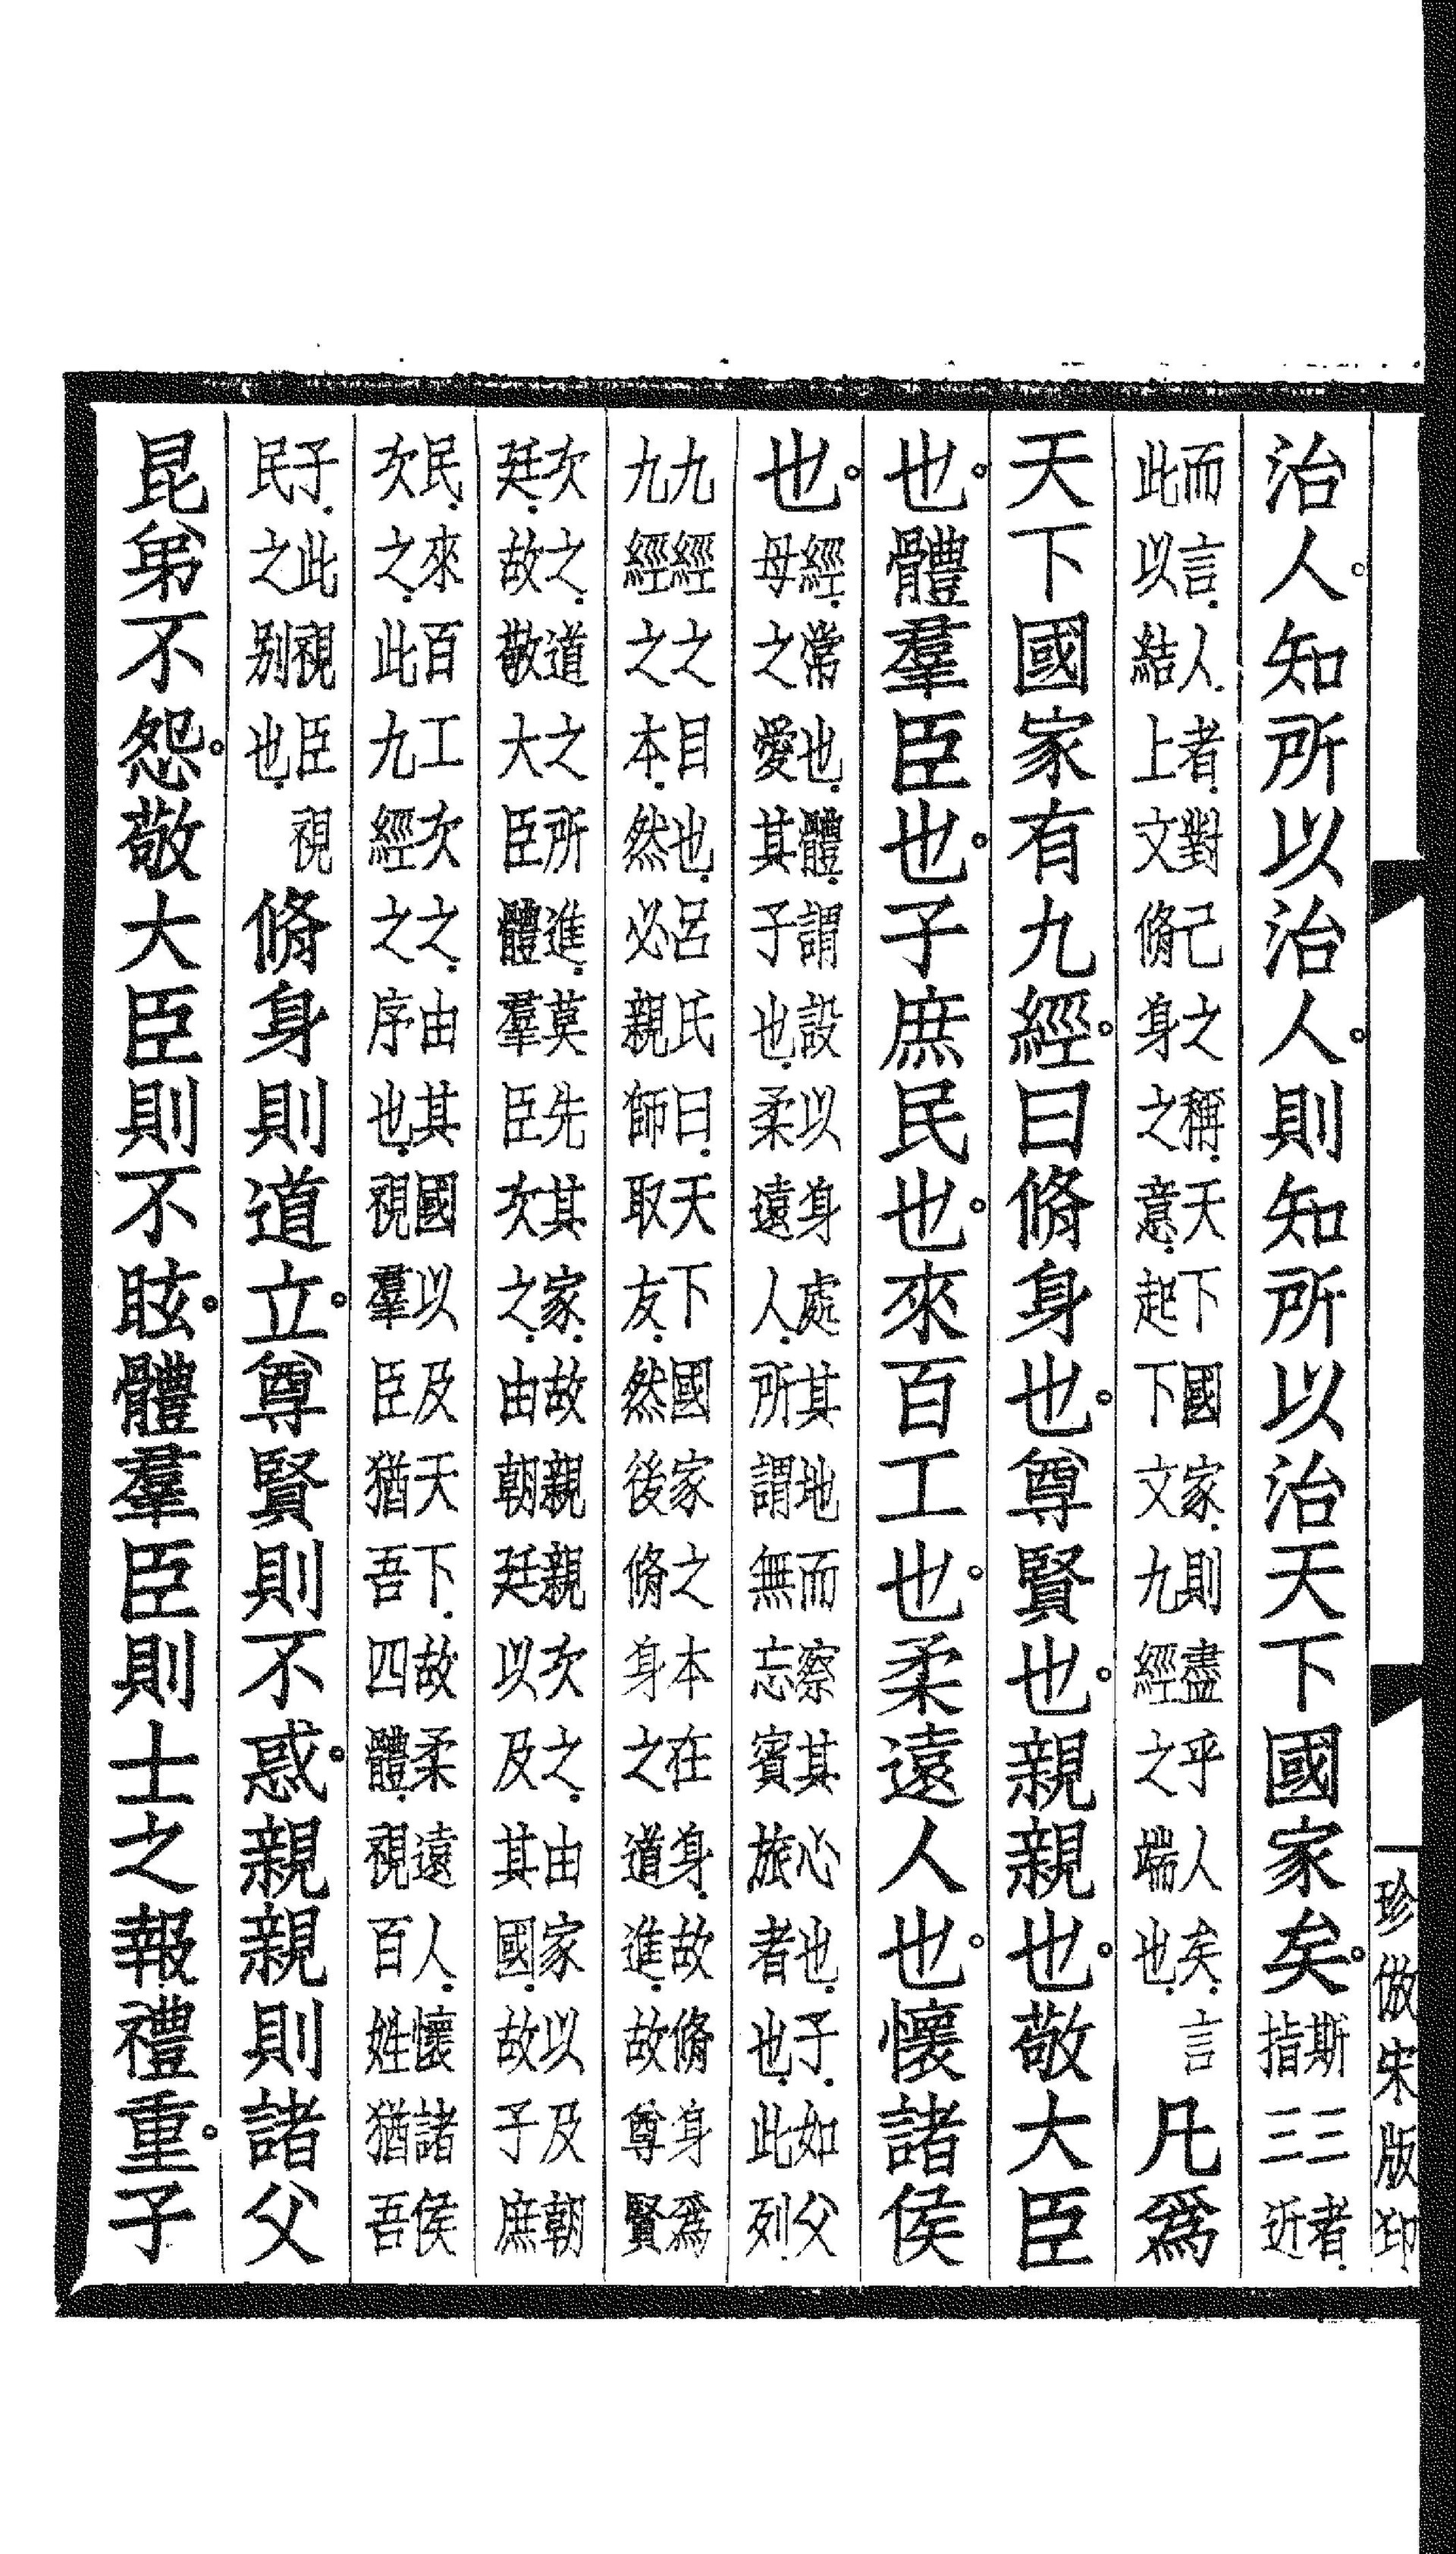 珍倣宋版印
治人。知所以治人。則知所以治天下國家矣。斯三者。指三近
而言。人。者。對己之稱。天下國家。則盡乎人矣。言此以結上文脩身之意。起下文九經之端也。凡爲
天下國家有九經。曰脩身也。尊賢也。親親也。敬大臣
也。體羣臣也。子庶民也。來百工也。柔遠人也。懷諸侯
也。經。常也。體。謂設以身處其地而察其心也。子。如父母之愛其子也。柔遠人。所謂無忘賓旅者也。此列
九經之目也。呂氏曰。天下國家之本在身。故脩身爲九經之本。然必親師取友。然後脩身之道進。故尊賢
次之。道之所進。莫先其家。故親親次之。由家以及朝廷。故敬大臣體羣臣次之。由朝廷以及其國。故子庶
民。來百工次之。由其國以及天下。故柔遠人。懷諸侯次之。此九經之序也。視羣臣猶吾四體。視百姓猶吾
子。此視臣視民之別也。脩身則道立。尊賢則不惑。親親則諸父
昆弟不怨。敬大臣則不眩。體羣臣則士之報禮重。子